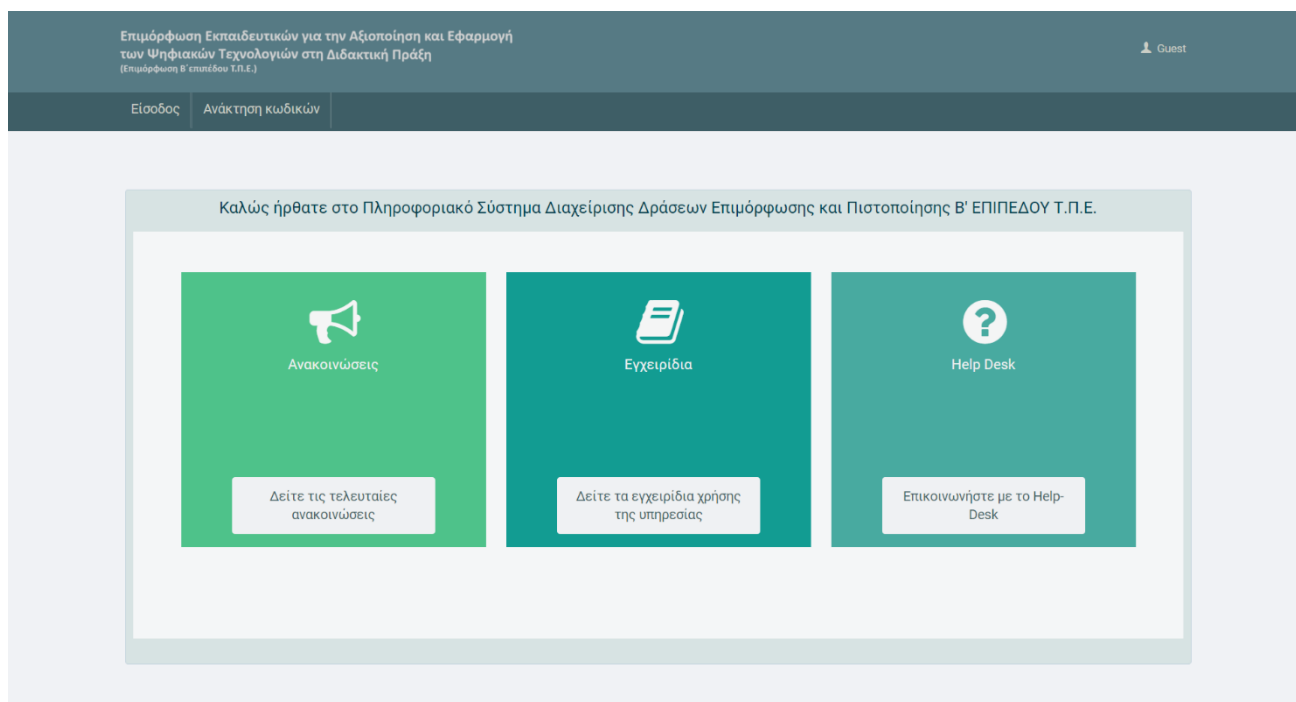 Επιμόρφωση Εκπαιδευτικών για την Αξιοποίηση και Εφαρμογή
των Ψηφιακών Τεχνολογιών στη Διδακτική Πράξη
(Επιμόρφωση Β΄επιπέδου Τ.Π.Ε.)
Guest
Είσοδος Ανάκτηση κωδικών
Καλώς ήρθατε στο Πληροφοριακό Σύστημα Διαχείρισης Δράσεων Επιμόρφωσης και Πιστοποίησης Β' ΕΠΙΠΕΔΟΥ Τ.Π.Ε.
Ανακοινώσεις
Δείτε τις τελευταίες
ανακοινώσεις
Εγχειρίδια
Δείτε τα εγχειρίδια χρήσης
της υπηρεσίας
Help Desk
Επικοινωνήστε με το Help-
Desk